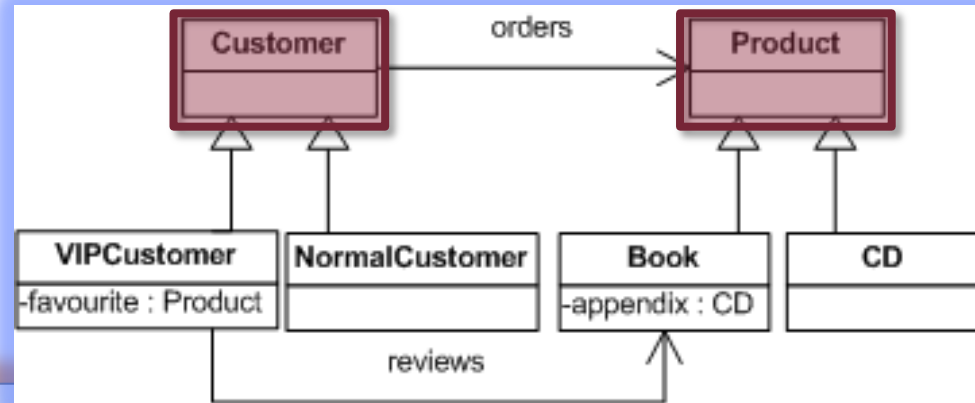 Customer
orders
Product
VIPCustomer
-favourite : Product
NormalCustomer
Book
-appendix : CD
CD
reviews